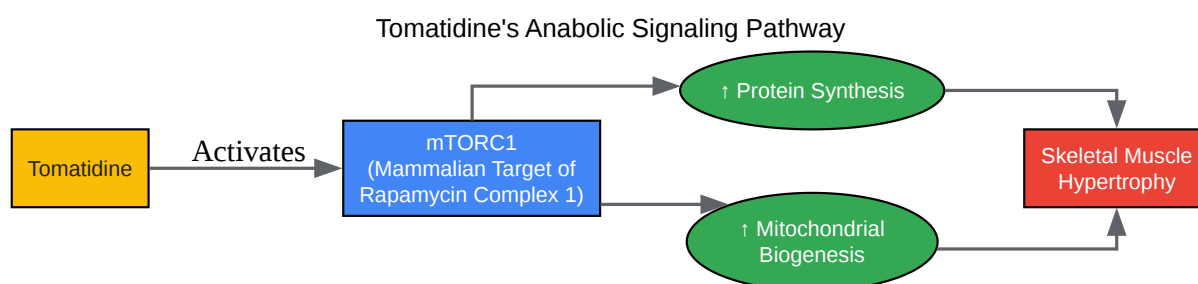 Tomatidine's Anabolic Signaling Pathway
Tomatidine
Activates
mTORC1
(Mammalian Target of
Rapamycin Complex 1)
↑ Protein Synthesis
↑ Mitochondrial
Biogenesis
Skeletal Muscle
Hypertrophy